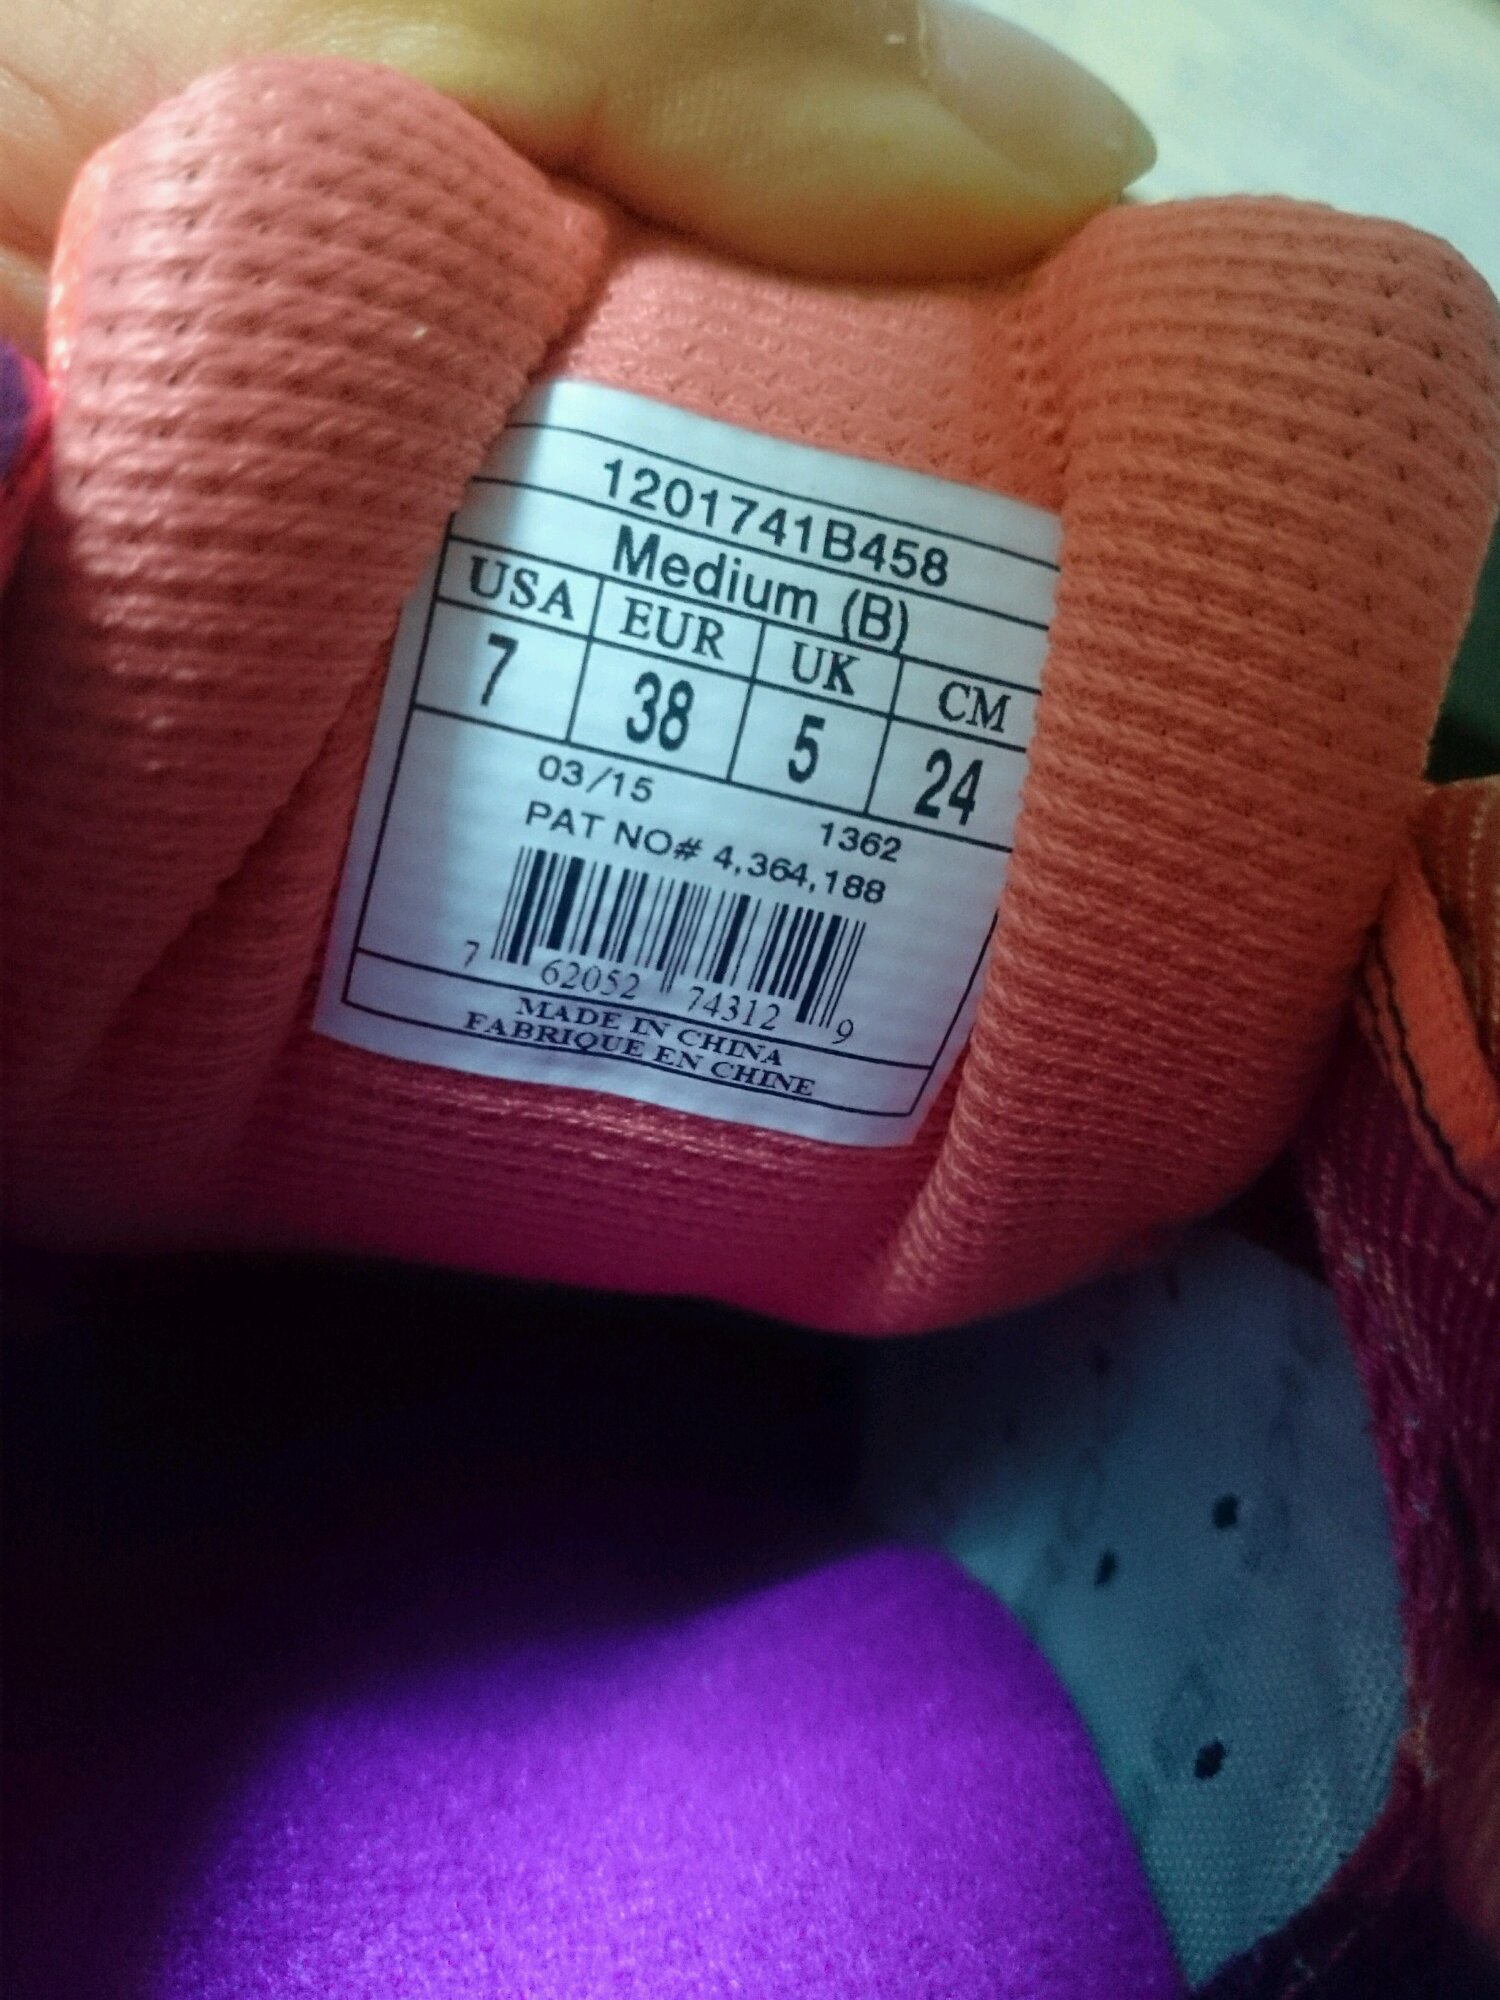 1201741B458
Medium (B)
USA EUR UK CM
7 38 5 24
03/15 1362
PAT NO# 4,364,188
7 62052 74312 9
MADE IN CHINA
FABRIQUE EN CHINE